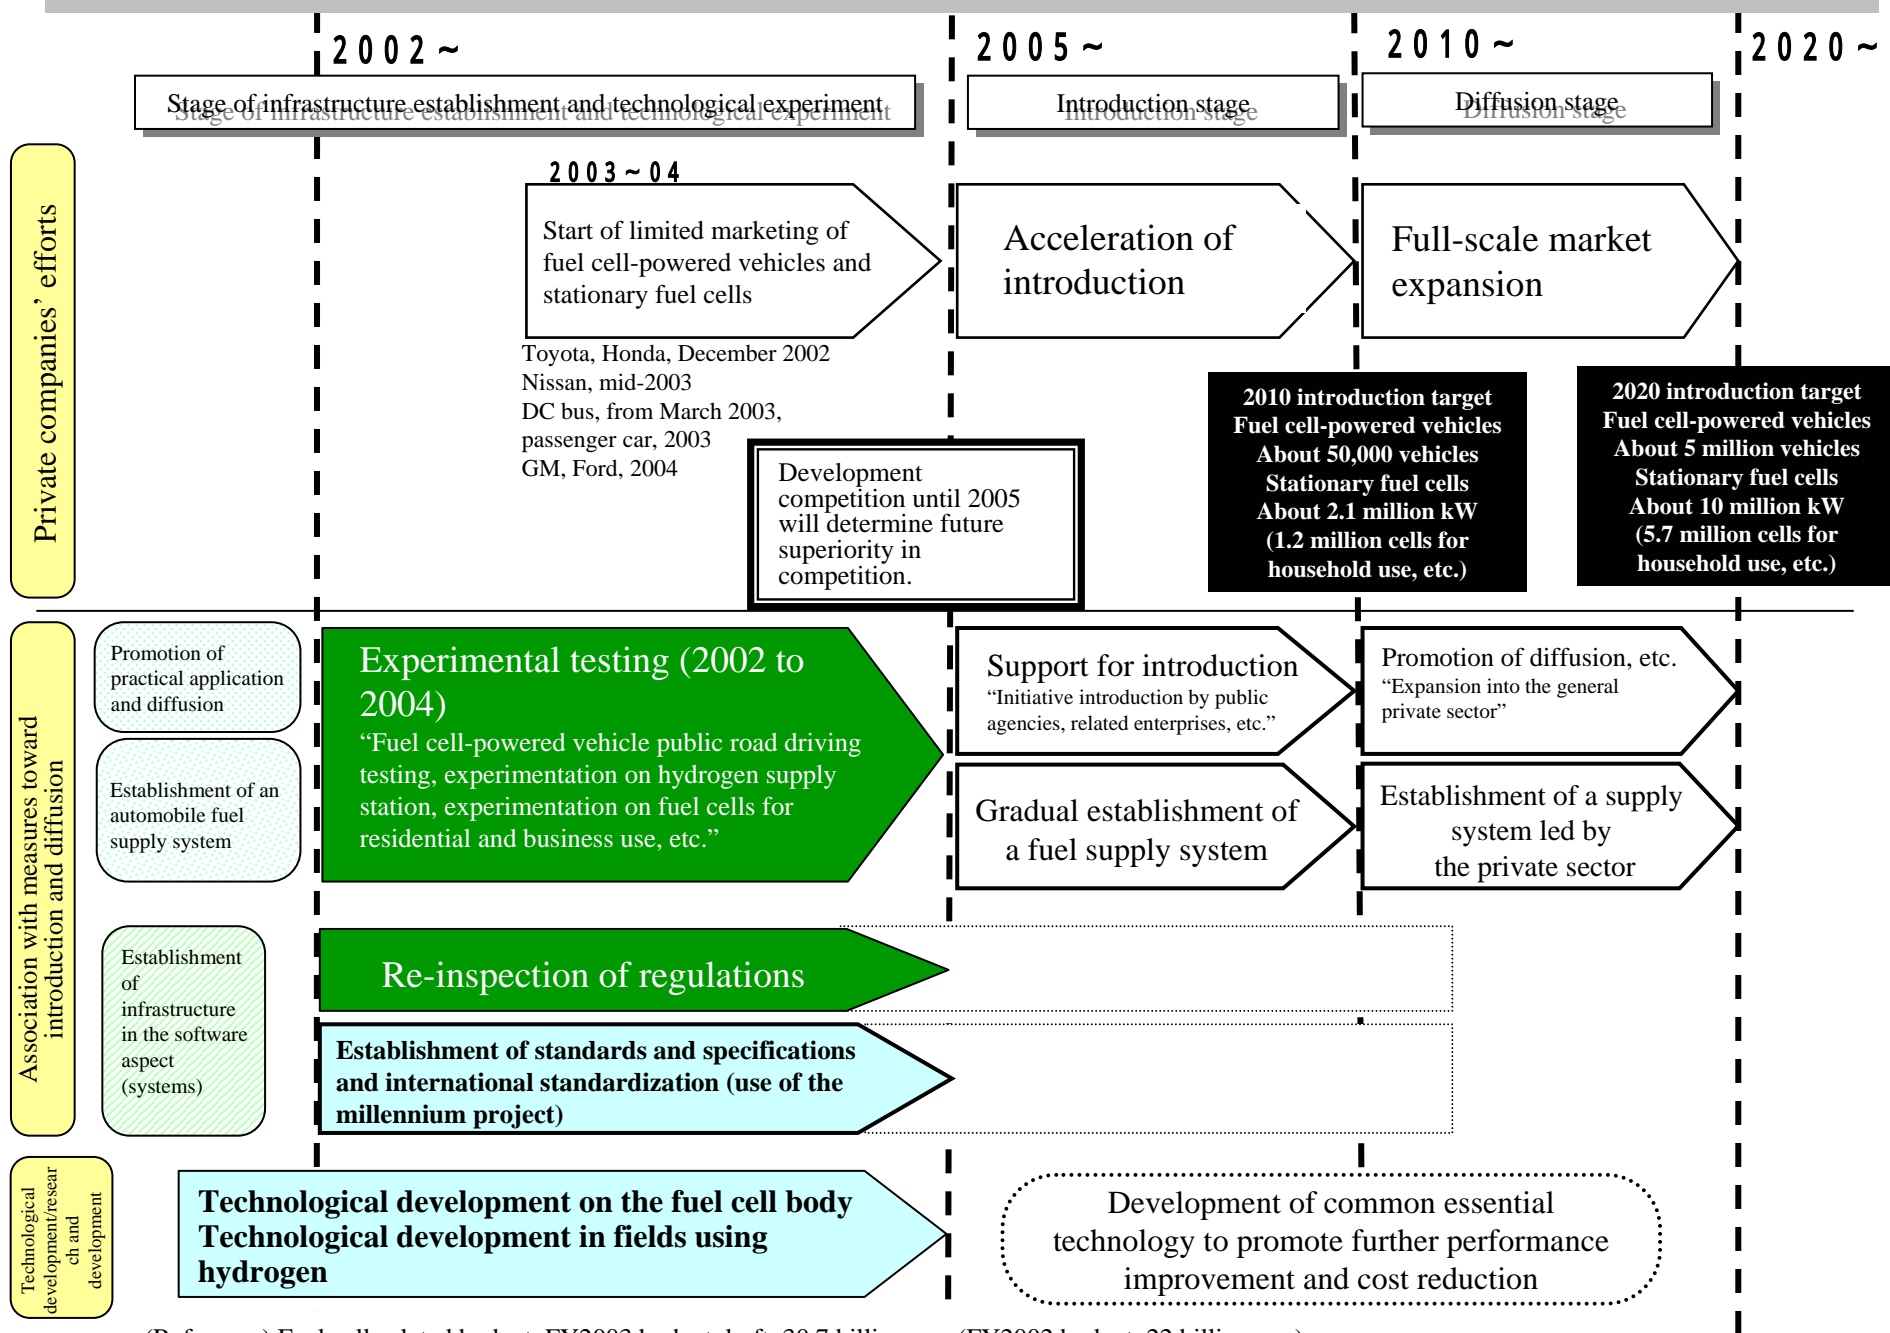 2002~
2005~
2010~
2020~
Stage of infrastructure establishment and technological experiment
Introduction stage
Diffusion stage
Private companies’ efforts
2003~04
Start of limited marketing of
fuel cell-powered vehicles and
stationary fuel cells
Acceleration of
introduction
Full-scale market
expansion
Toyota, Honda, December 2002
Nissan, mid-2003
DC bus, from March 2003,
passenger car, 2003
GM, Ford, 2004
Development
competition until 2005
will determine future
superiority in
competition.
2010 introduction target
Fuel cell-powered vehicles
About 50,000 vehicles
Stationary fuel cells
About 2.1 million kW
(1.2 million cells for
household use, etc.)
2020 introduction target
Fuel cell-powered vehicles
About 5 million vehicles
Stationary fuel cells
About 10 million kW
(5.7 million cells for
household use, etc.)
Association with measures toward
introduction and diffusion
Promotion of
practical application
and diffusion
Establishment of an
automobile fuel
supply system
Experimental testing (2002 to
2004)
“Fuel cell-powered vehicle public road driving
testing, experimentation on hydrogen supply
station, experimentation on fuel cells for
residential and business use, etc.”
Support for introduction
“Initiative introduction by public
agencies, related enterprises, etc.”
Promotion of diffusion, etc.
“Expansion into the general
private sector”
Gradual establishment of
a fuel supply system
Establishment of a supply
system led by
the private sector
Establishment
of
infrastructure
in the software
aspect
(systems)
Re-inspection of regulations
Establishment of standards and specifications
and international standardization (use of the
millennium project)
Technological
development/resear
ch and
development
Technological development on the fuel cell body
Technological development in fields using
hydrogen
Development of common essential
technology to promote further performance
improvement and cost reduction